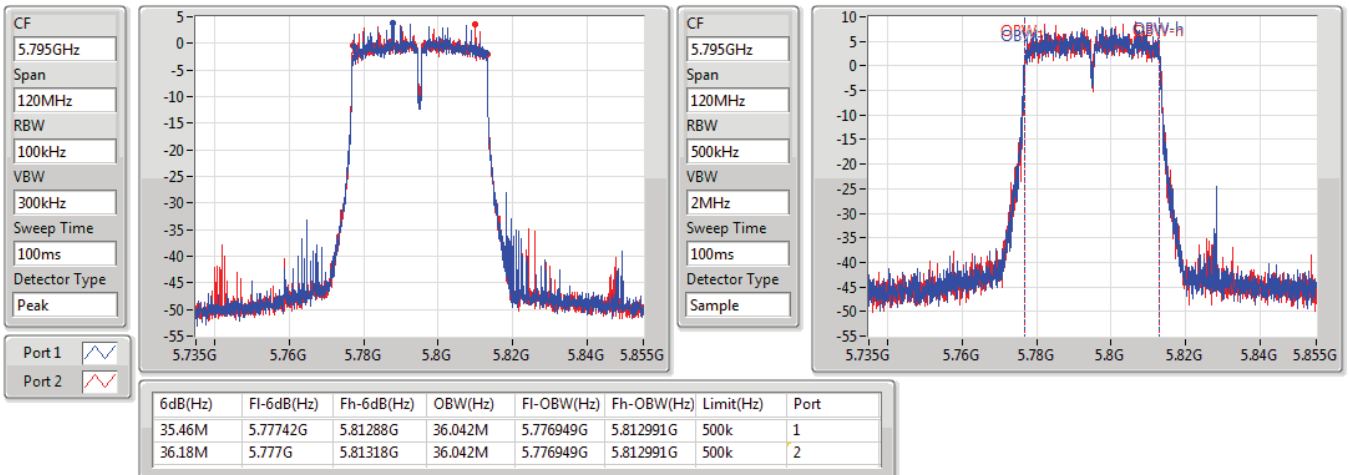 CF
5.795GHz
Span
120MHz
RBW
100kHz
VBW
300kHz
Sweep Time
100ms
Detector Type
Peak
Port 1
Port 2
5
0
-5
-10
-15
-20
-25
-30
-35
-40
-45
-50
-55
5.735G 5.76G 5.78G 5.8G 5.82G 5.84G 5.855G
CF
5.795GHz
Span
120MHz
RBW
500kHz
VBW
2MHz
Sweep Time
100ms
Detector Type
Sample
10
5
0
-5
-10
-15
-20
-25
-30
-35
-40
-45
-50
-55
OBW-h
5.735G 5.76G 5.78G 5.8G 5.82G 5.84G 5.855G
6dB(Hz) Fl-6dB(Hz) Fh-6dB(Hz) OBW(Hz) Fl-OBW(Hz) Fh-OBW(Hz) Limit(Hz) Port
35.46M 5.77742G 5.81288G 36.042M 5.776949G 5.812991G 500k 1
36.18M 5.777G 5.81318G 36.042M 5.776949G 5.812991G 500k 2